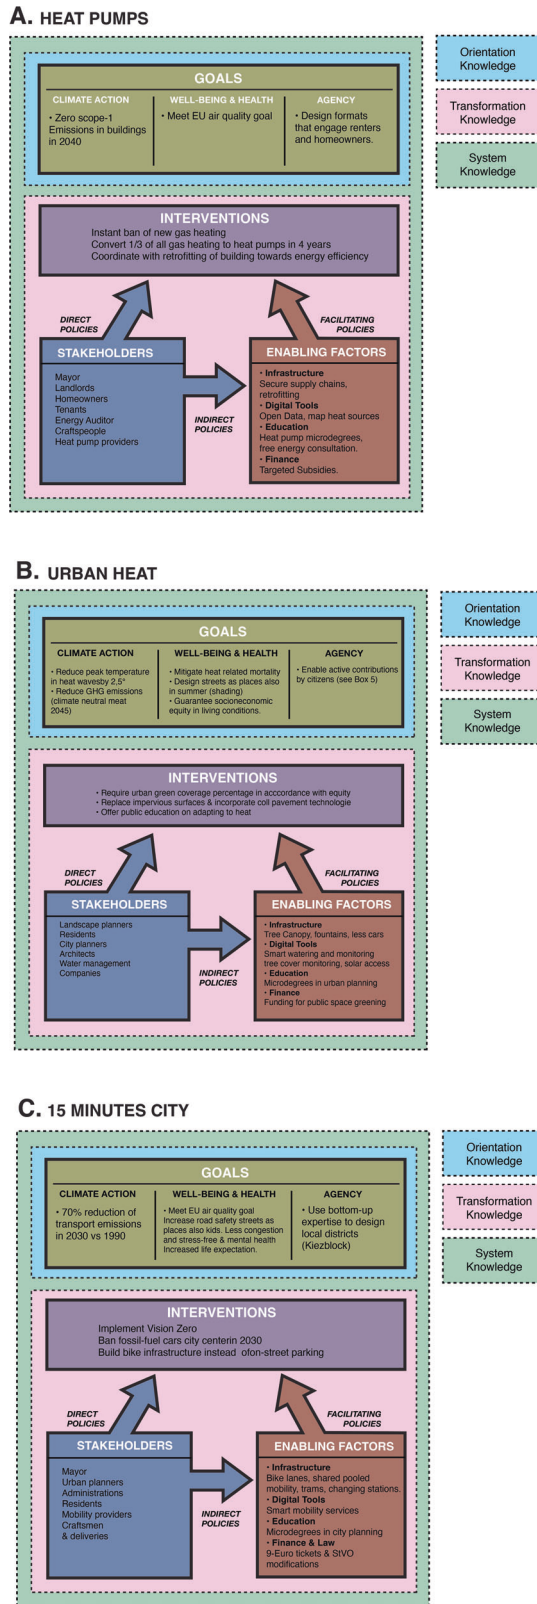 A. HEAT PUMPS
Orientation
Knowledge
Transformation
Knowledge
System
Knowledge
GOALS
CLIMATE ACTION
• Zero scope-1
Emissions in buildings
in 2040
WELL-BEING & HEALTH
• Meet EU air quality goal
AGENCY
• Design formats
that engage renters
and homeowners.
INTERVENTIONS
Instant ban of new gas heating
Convert 1/3 of all gas heating to heat pumps in 4 years
Coordinate with retrofitting of building towards energy efficiency
DIRECT
POLICIES
FACILITATING
POLICIES
STAKEHOLDERS
Mayor
Landlords
Homeowners
Tenants
Energy Auditor
Craftspeople
Heat pump providers
INDIRECT
POLICIES
ENABLING FACTORS
• Infrastructure
Secure supply chains,
retrofitting
• Digital Tools
Open Data, map heat sources
• Education
Heat pump microdegrees,
free energy consultation.
• Finance
Targeted Subsidies.
B. URBAN HEAT
Orientation
Knowledge
Transformation
Knowledge
System
Knowledge
GOALS
CLIMATE ACTION
• Reduce peak temperature
in heat wavesby 2,5°
• Reduce GHG emissions
(climate neutral meat
2045)
WELL-BEING & HEALTH
• Mitigate heat related mortality
• Design streets as places also
in summer (shading)
• Guarantee socioneconomic
equity in living conditions.
AGENCY
• Enable active contributions
by citizens (see Box 5)
INTERVENTIONS
• Require urban green coverage percentage in acccordance with equity
• Replace impervious surfaces & incorporate coll pavement technologie
• Offer public education on adapting to heat
DIRECT
POLICIES
FACILITATING
POLICIES
STAKEHOLDERS
Landscape planners
Residents
City planners
Architects
Water management
Companies
INDIRECT
POLICIES
ENABLING FACTORS
• Infrastructure
Tree Canopy, fountains, less cars
• Digital Tools
Smart watering and monitoring
tree cover monitoring, solar access
• Education
Microdegrees in urban planning
• Finance
Funding for public space greening
C. 15 MINUTES CITY
Orientation
Knowledge
Transformation
Knowledge
System
Knowledge
GOALS
CLIMATE ACTION
• 70% reduction of
transport emissions
in 2030 vs 1990
WELL-BEING & HEALTH
• Meet EU air quality goal
Increase road safety streets as
places also kids. Less congestion
and stress-free & mental health
Increased life expectation.
AGENCY
• Use bottom-up
expertise to design
local districts
(Kiezblock)
INTERVENTIONS
Implement Vision Zero
Ban fossil-fuel cars city centerin 2030
Build bike infrastructure instead ofon-street parking
DIRECT
POLICIES
FACILITATING
POLICIES
STAKEHOLDERS
Mayor
Urban planners
Administrations
Residents
Mobility providers
Craftsmen
& deliveries
INDIRECT
POLICIES
ENABLING FACTORS
• Infrastructure
Bike lanes, shared pooled
mobility, trams, changing stations.
• Digital Tools
Smart mobility services
• Education
Microdegrees in city planning
• Finance & Law
9-Euro tickets & StVO
modifications